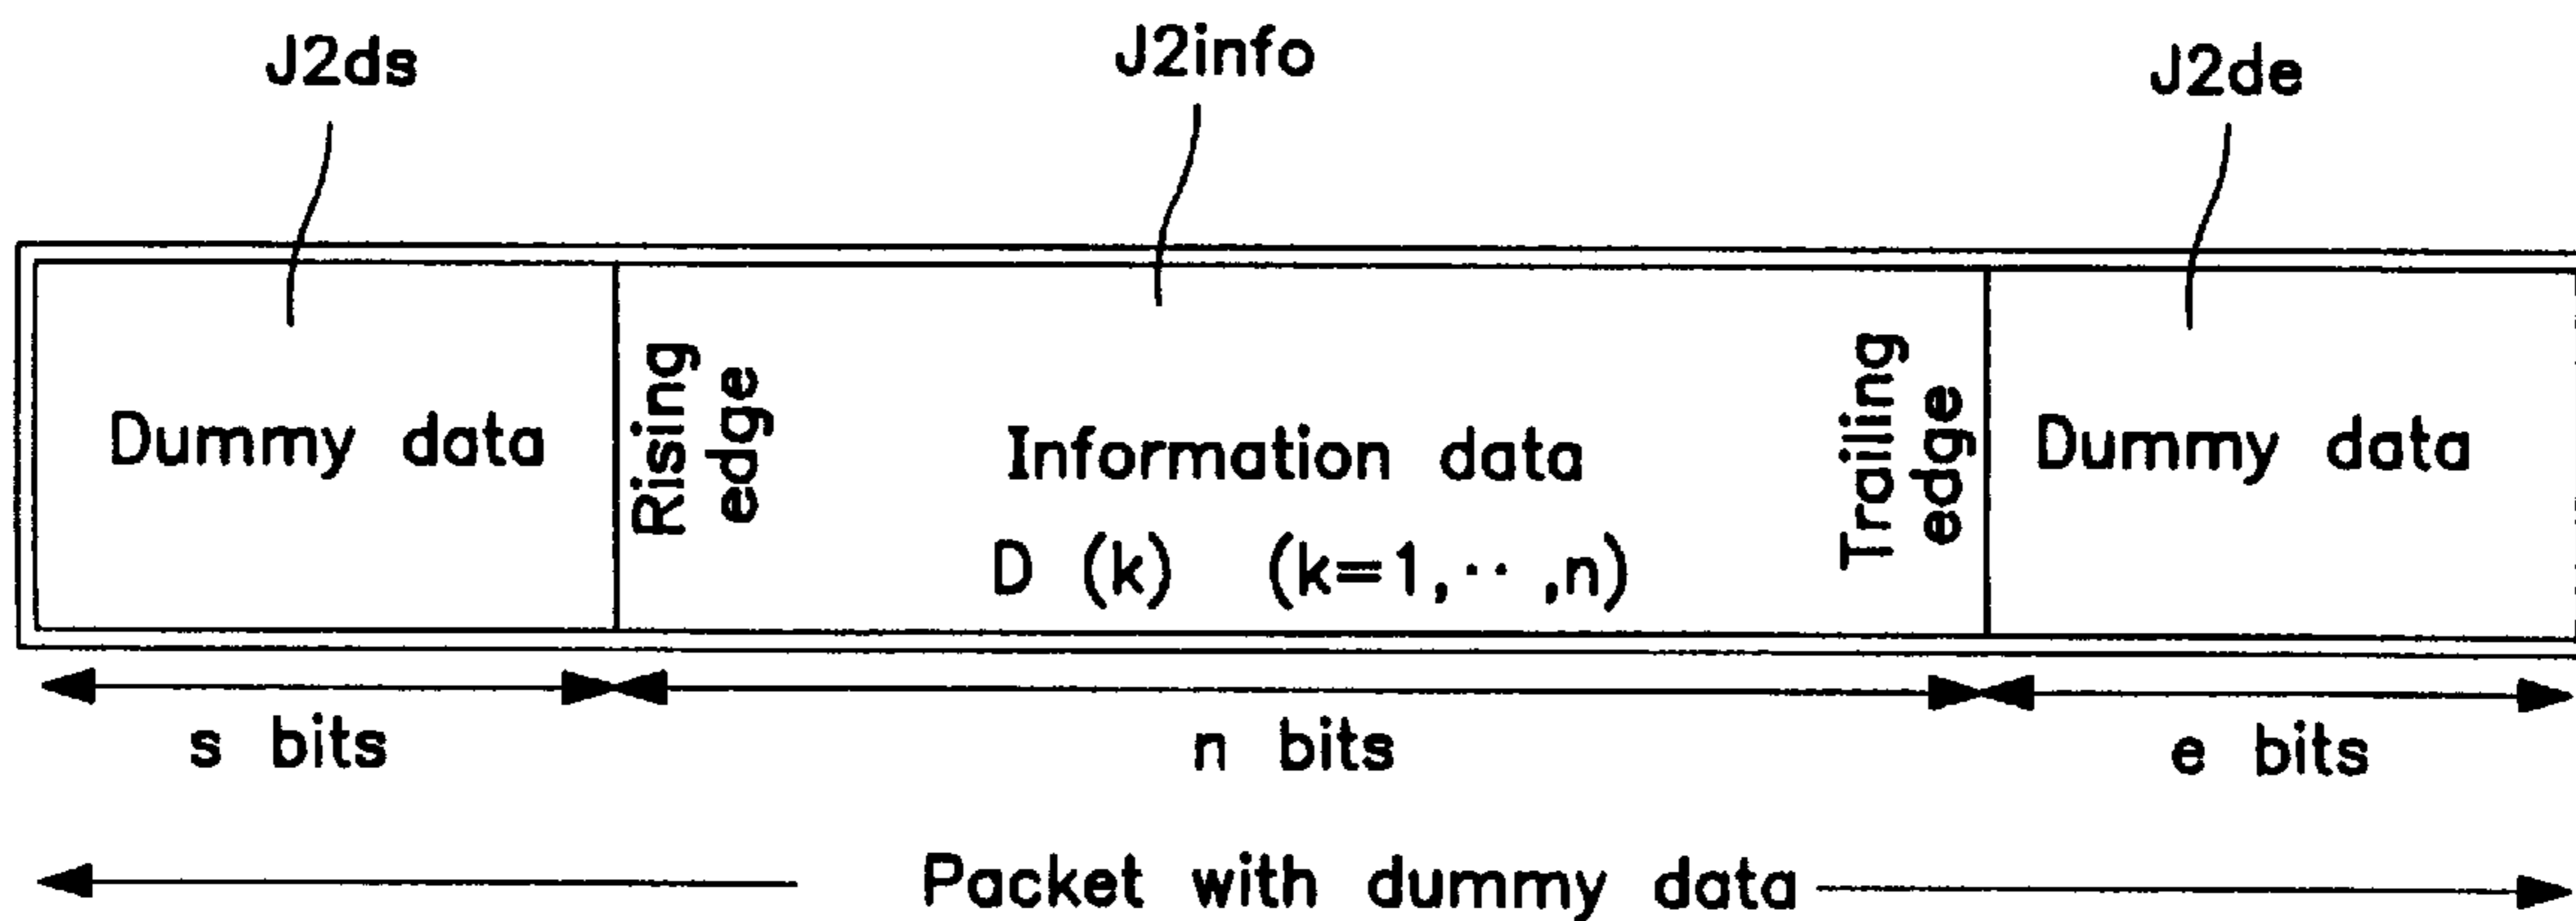 J2ds
J2info
J2de
Dummy data
Rising
edge
Information data
D (k) (k=1,·· ,n)
Trailing
edge
Dummy data
s bits
n bits
e bits
Packet with dummy data